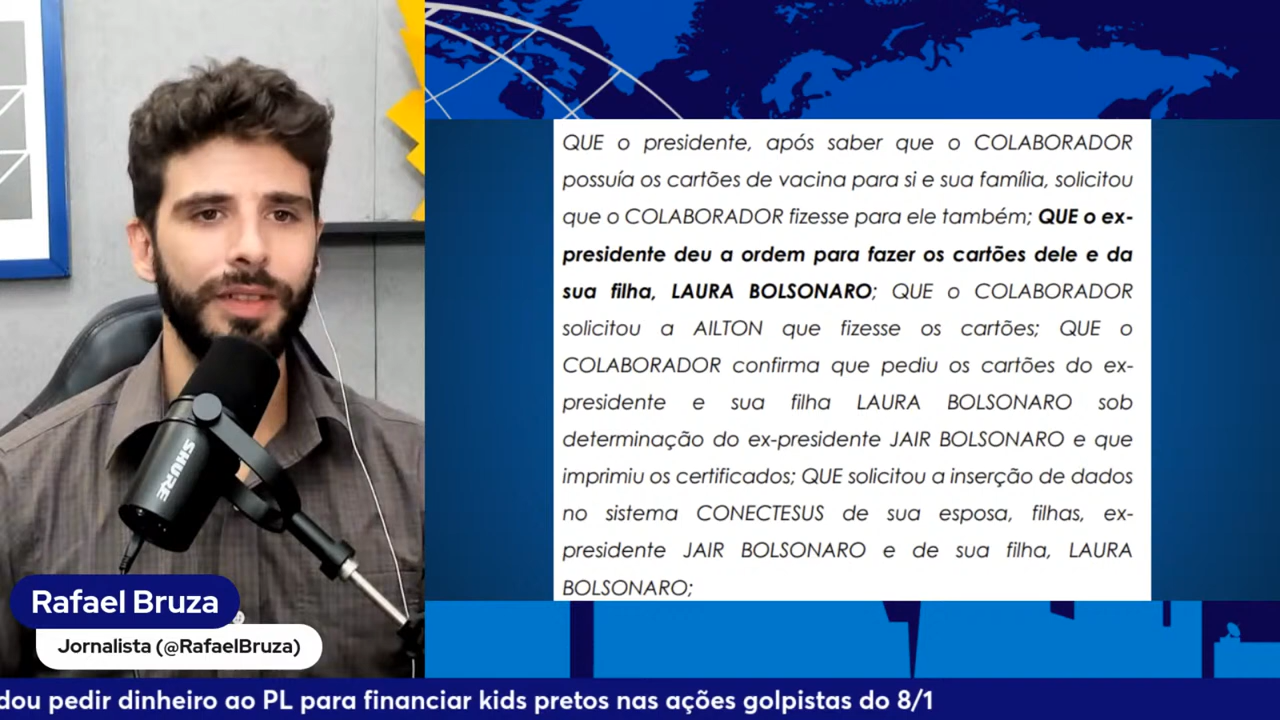 QUE o presidente, após saber que o COLABORADOR
possuía os cartões de vacina para si e sua família, solicitou
que o COLABORADOR fizesse para ele também; QUE o ex-
presidente deu a ordem para fazer os cartões dele e da
sua filha, LAURA BOLSONARO; QUE o COLABORADOR
solicitou a AILTON que fizesse os cartões; QUE o
COLABORADOR confirma que pediu os cartões do ex-
presidente e sua filha LAURA BOLSONARO sob
determinação do ex-presidente JAIR BOLSONARO e que
imprimiu os certificados; QUE solicitou a inserção de dados
no sistema CONECTESUS de sua esposa, filhas, ex-
presidente JAIR BOLSONARO e de sua filha, LAURA
BOLSONARO;
SHURE
Rafael Bruza
Jornalista (@RafaelBruza)
dou pedir dinheiro ao PL para financiar kids pretos nas ações golpistas do 8/1